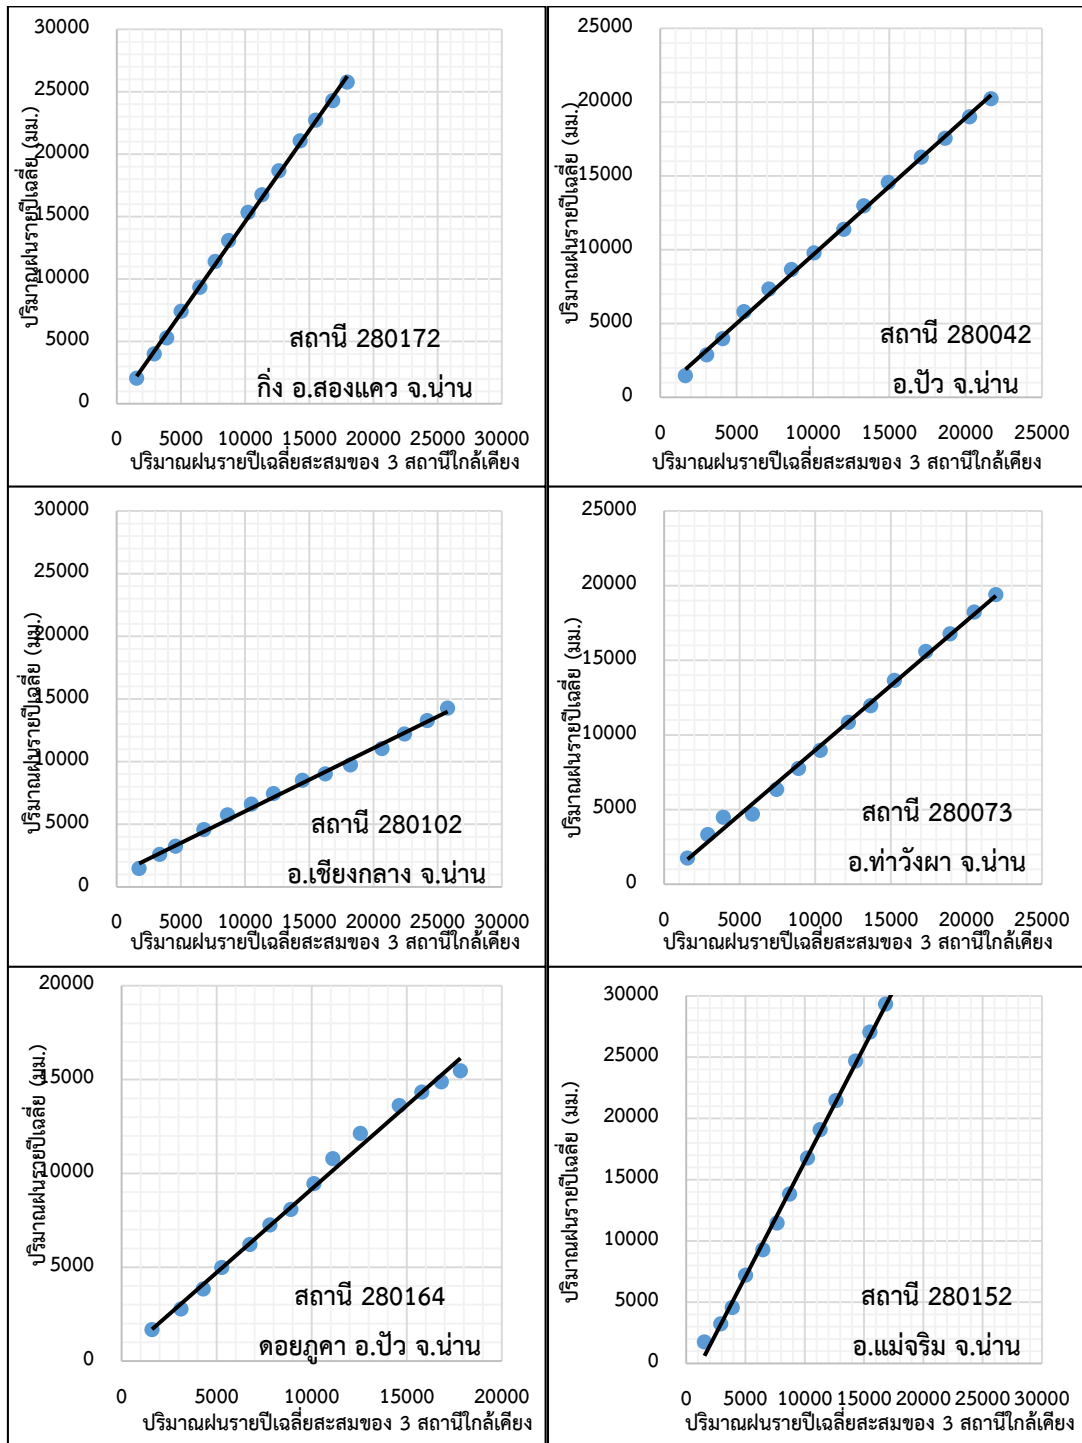 30000
25000
20000
15000
10000
5000
0
ปริมาณฝนรายปีเฉลี่ย (มม.)
สถานี 280172
กิ่ง อ.สองแคว จ.น่าน
0 5000 10000 15000 20000 25000 30000
ปริมาณฝนรายปีเฉลี่ยสะสมของ 3 สถานีใกล้เคียง
25000
20000
15000
10000
5000
0
ปริมาณฝนรายปีเฉลี่ย (มม.)
สถานี 280042
อ.ปัว จ.น่าน
0 5000 10000 15000 20000 25000
ปริมาณฝนรายปีเฉลี่ยสะสมของ 3 สถานีใกล้เคียง
30000
25000
20000
15000
10000
5000
0
ปริมาณฝนรายปีเฉลี่ย (มม.)
สถานี 280102
อ.เชียงกลาง จ.น่าน
0 5000 10000 15000 20000 25000 30000
ปริมาณฝนรายปีเฉลี่ยสะสมของ 3 สถานีใกล้เคียง
25000
20000
15000
10000
5000
0
ปริมาณฝนรายปีเฉลี่ย (มม.)
สถานี 280073
อ.ท่าวังผา จ.น่าน
0 5000 10000 15000 20000 25000
ปริมาณฝนรายปีเฉลี่ยสะสมของ 3 สถานีใกล้เคียง
20000
15000
10000
5000
0
ปริมาณฝนรายปีเฉลี่ย (มม.)
สถานี 280164
ดอยภูคา อ.ปัว จ.น่าน
0 5000 10000 15000 20000
ปริมาณฝนรายปีเฉลี่ยสะสมของ 3 สถานีใกล้เคียง
30000
25000
20000
15000
10000
5000
0
ปริมาณฝนรายปีเฉลี่ย (มม.)
สถานี 280152
อ.แม่จริม จ.น่าน
0 5000 10000 15000 20000 25000 30000
ปริมาณฝนรายปีเฉลี่ยสะสมของ 3 สถานีใกล้เคียง